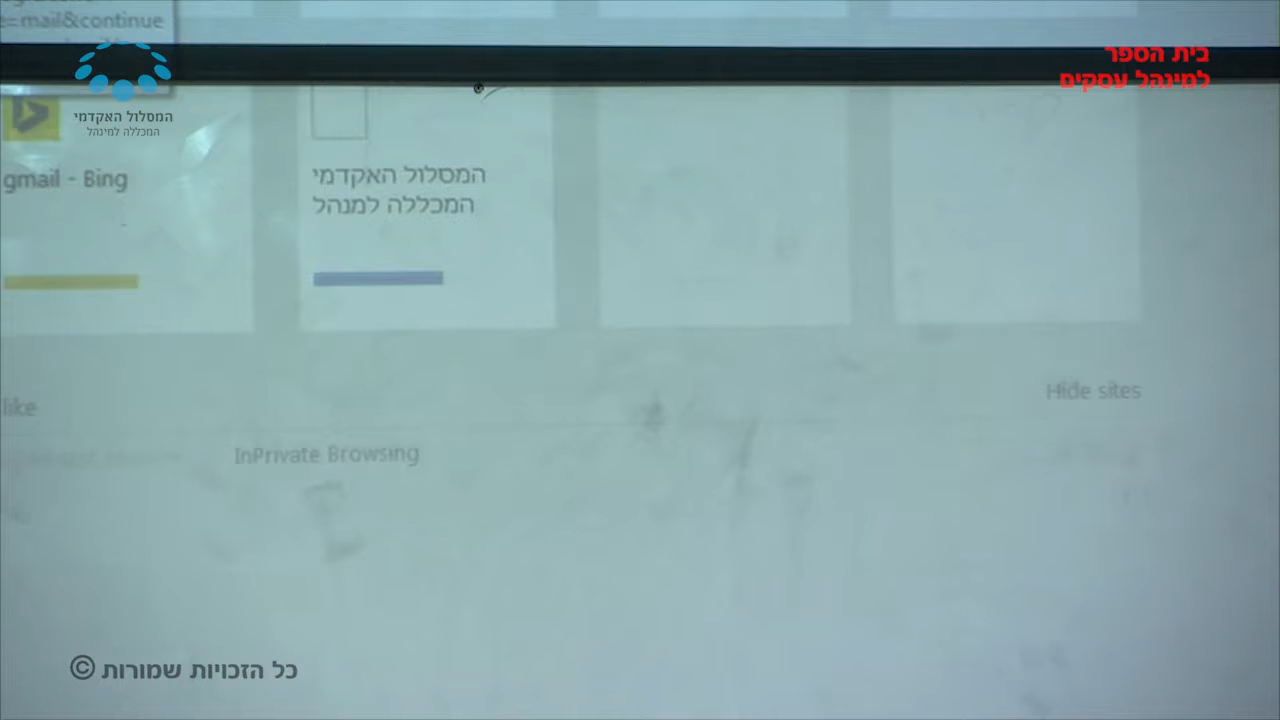 e=mail&continue
בית הספר
למינהל עסקים
המסלול האקדמי
המכללה למינהל
gmail - Bing
המסלול האקדמי
המכללה למנהל
Hide sites
like
InPrivate Browsing
כל הזכויות שמורות ©